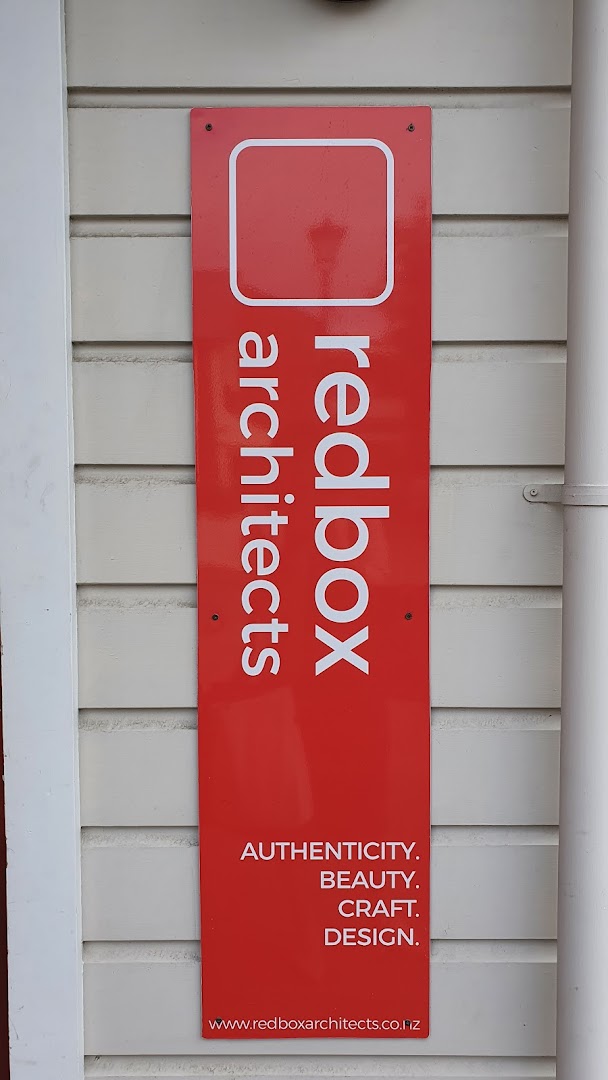 redbox
architects
AUTHENTICITY.
BEAUTY.
CRAFT.
DESIGN.
www.redboxarchitects.co.nz